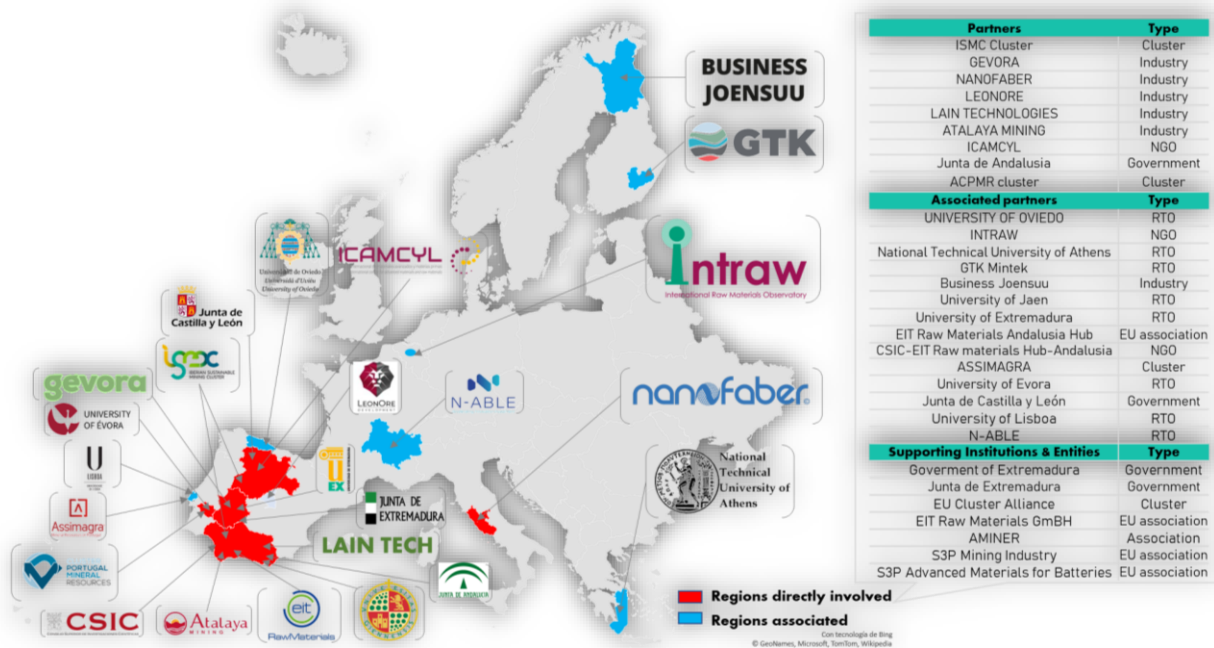 BUSINESS
JOENSUU
GTK
Universidad de Oviedo
Universidá d'Uviéu
University of Oviedo
ICAMCYL
intraw
International Raw Materials Observatory
Junta de
Castilla y León
ismc
IBERIAN SUSTAINABLE
MINING CLUSTER
gevora
UNIVERSITY
OF ÉVORA
LEONORE
DEVELOPMENT
N-ABLE
nanofaber
U
LISBOA
UEX
National
Technical
University of
Athens
Assimagra
JUNTA DE
EXTREMADURA
LAIN TECH
PORTUGAL
MINERAL
RESOURCES
JUNTA DE ANDALUCIA
CSIC
Atalaya
MINING
eit
RawMaterials
Regions directly involved
Regions associated
Con tecnología de Bing
© GeoNames, Microsoft, TomTom, Wikipedia
Partners Type
ISMC Cluster Cluster
GEVORA Industry
NANOFABER Industry
LEONORE Industry
LAIN TECHNOLOGIES Industry
ATALAYA MINING Industry
ICAMCYL NGO
Junta de Andalusia Government
ACPMR cluster Cluster
Associated partners Type
UNIVERSITY OF OVIEDO RTO
INTRAW NGO
National Technical University of Athens RTO
GTK Mintek RTO
Business Joensuu Industry
University of Jaen RTO
University of Extremadura RTO
EIT Raw Materials Andalusia Hub EU association
CSIC-EIT Raw materials Hub-Andalusia NGO
ASSIMAGRA Cluster
University of Evora RTO
Junta de Castilla y León Government
University of Lisboa RTO
N-ABLE RTO
Supporting Institutions & Entities Type
Goverment of Extremadura Government
Junta de Extremadura Government
EU Cluster Alliance Cluster
EIT Raw Materials GmBH EU association
AMINER Association
S3P Mining Industry EU association
S3P Advanced Materials for Batteries EU association